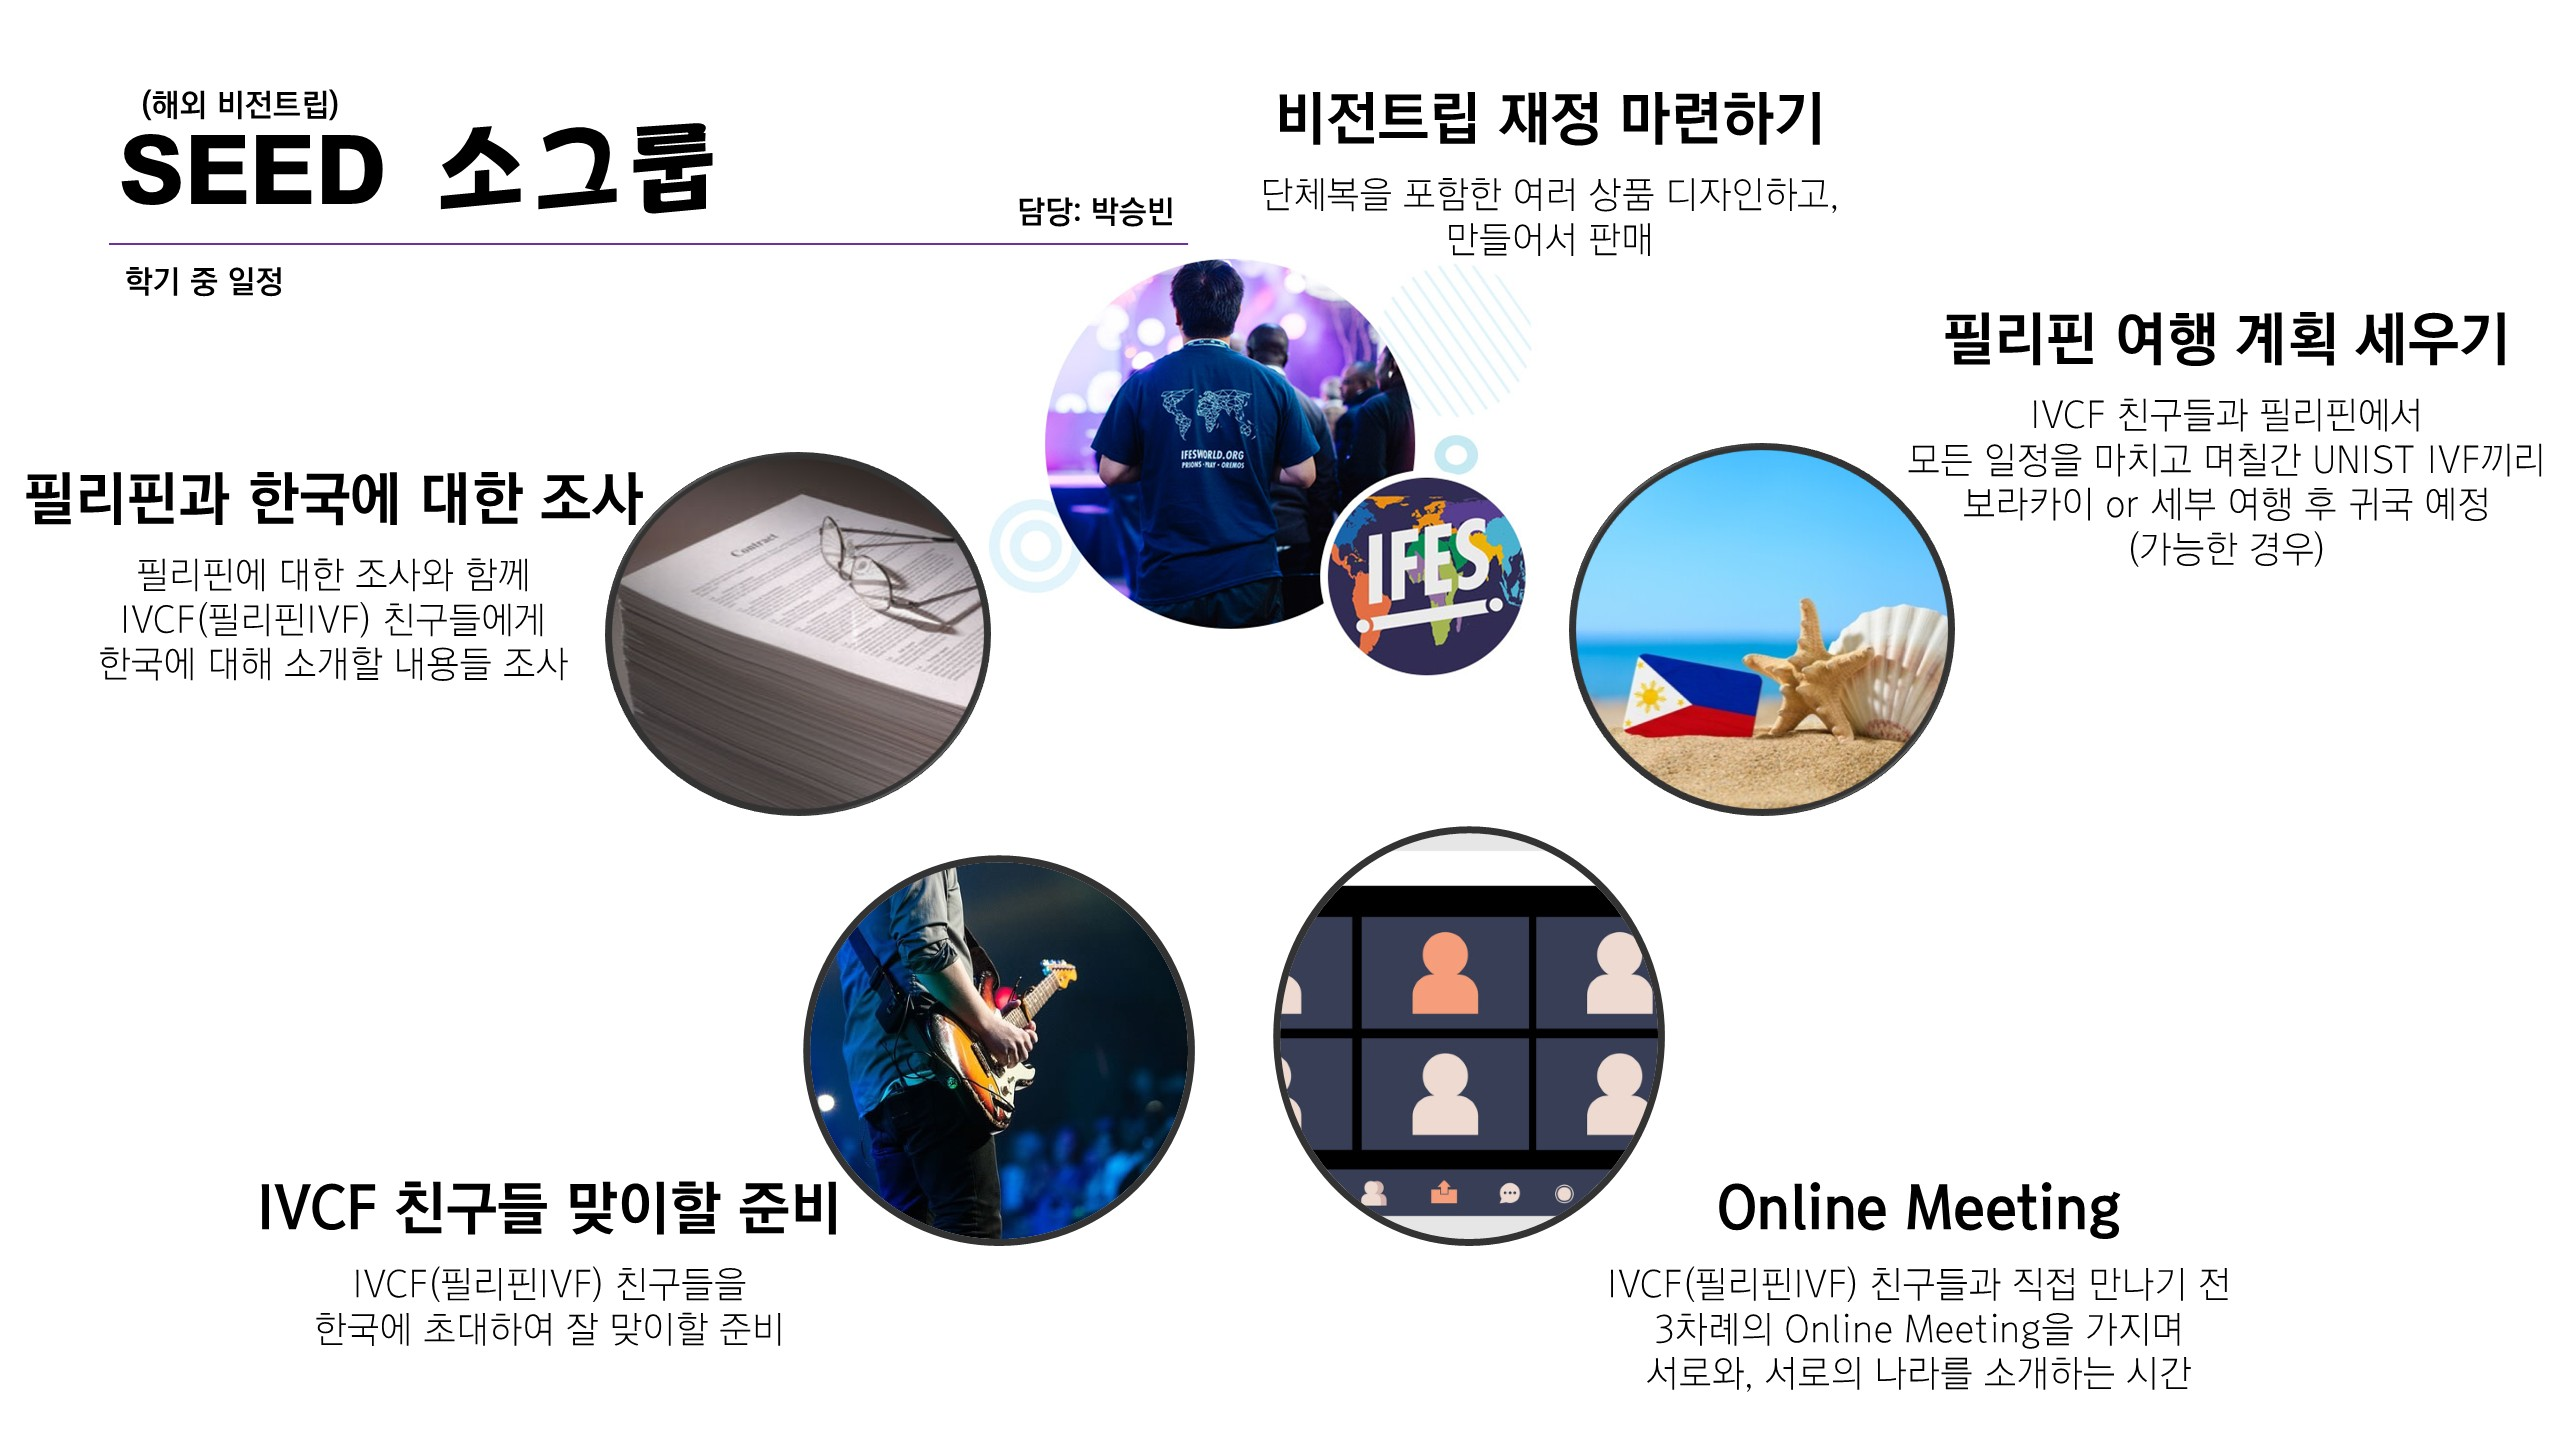 (해외 비전트립)
SEED 소그룹
담당: 박승빈
학기 중 일정
비전트립 재정 마련하기
단체복을 포함한 여러 상품 디자인하고,
만들어서 판매
필리핀 여행 계획 세우기
IVCF 친구들과 필리핀에서
모든 일정을 마치고 며칠간 UNIST IVF끼리
보라카이 or 세부 여행 후 귀국 예정
(가능한 경우)
필리핀과 한국에 대한 조사
필리핀에 대한 조사와 함께
IVCF(필리핀IVF) 친구들에게
한국에 대해 소개할 내용들 조사
Contract
IFESWORLD.ORG
IFES
IVCF 친구들 맞이할 준비
IVCF(필리핀IVF) 친구들을
한국에 초대하여 잘 맞이할 준비
Online Meeting
IVCF(필리핀IVF) 친구들과 직접 만나기 전
3차례의 Online Meeting을 가지며
서로와, 서로의 나라를 소개하는 시간